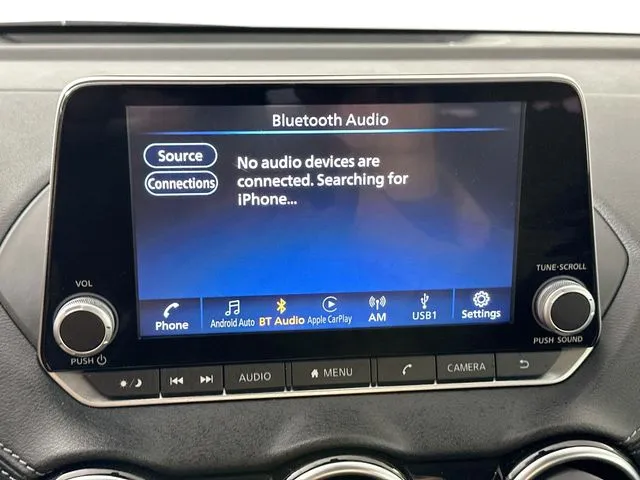 Bluetooth Audio
Source
Connections
No audio devices are
connected. Searching for
iPhone...
VOL
PUSH
TUNE·SCROLL
PUSH SOUND
Phone
Android Auto
BT Audio
Apple CarPlay
AM
USB1
Settings
AUDIO
MENU
CAMERA